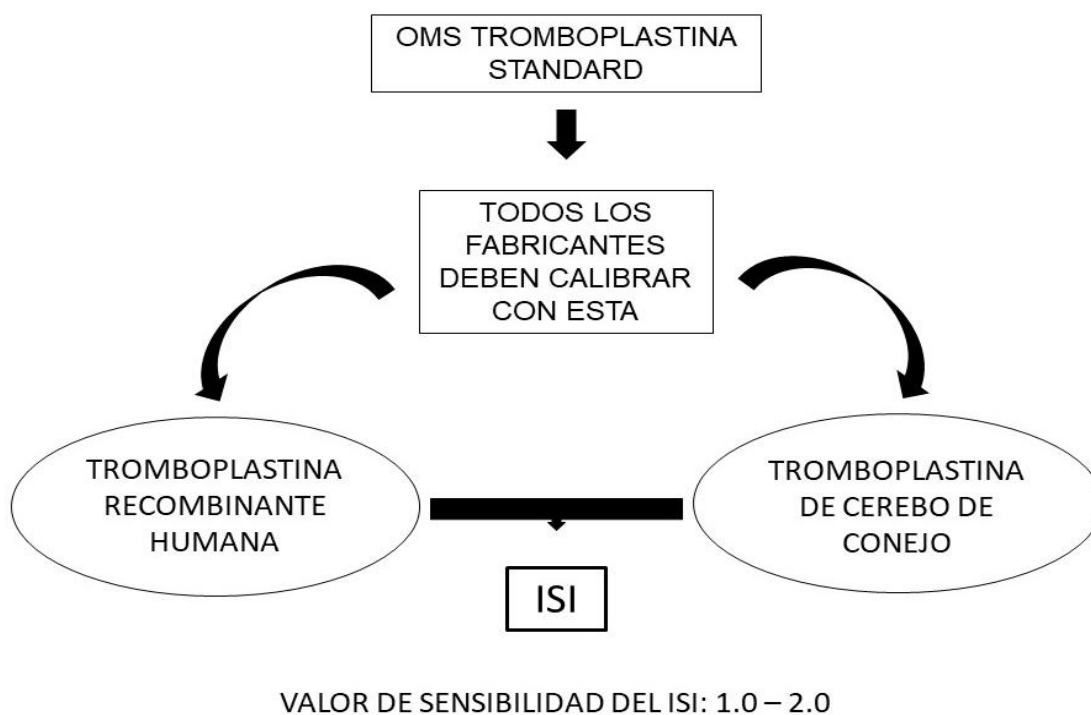 OMS TROMBOPLASTINA
STANDARD
TODOS LOS
FABRICANTES
DEBEN CALIBRAR
CON ESTA
TROMBOPLASTINA
RECOMBINANTE
HUMANA
TROMBOPLASTINA
DE CEREBO DE
CONEJO
ISI
VALOR DE SENSIBILIDAD DEL ISI: 1.0 – 2.0